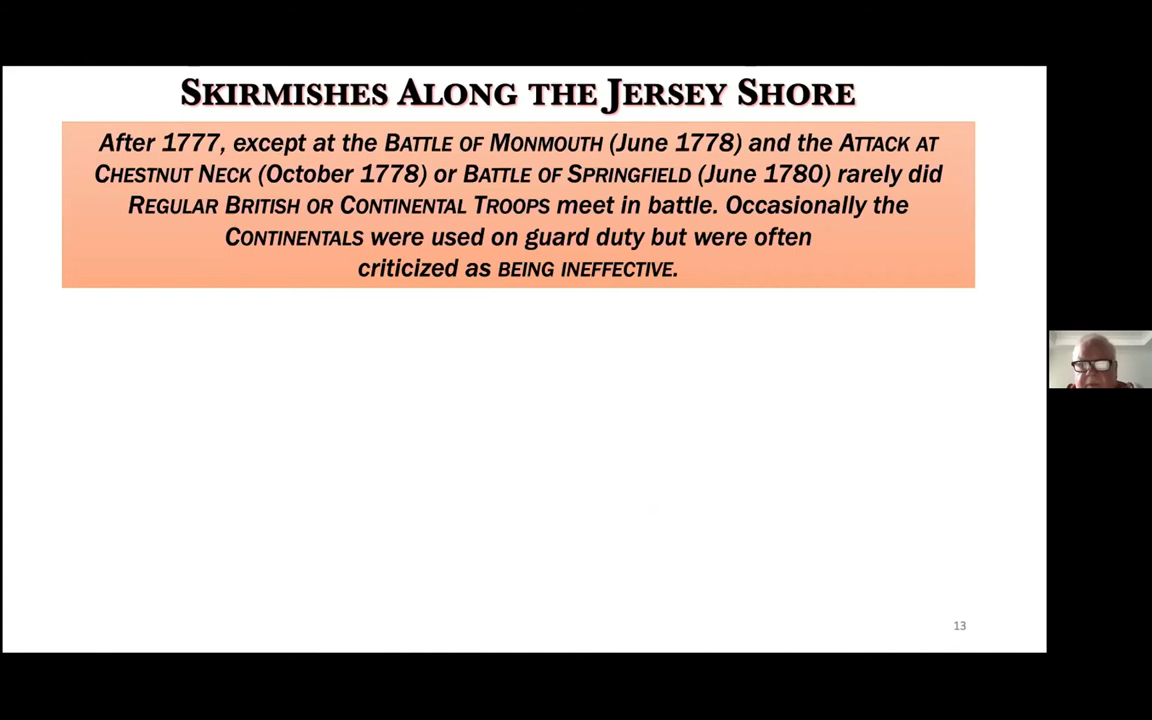 SKIRMISHES ALONG THE JERSEY SHORE
After 1777, except at the BATTLE OF MONMOUTH (June 1778) and the ATTACK AT
CHESTNUT NECK (October 1778) or BATTLE OF SPRINGFIELD (June 1780) rarely did
REGULAR BRITISH OR CONTINENTAL TROOPS meet in battle. Occasionally the
CONTINENTALS were used on guard duty but were often
criticized as BEING INEFFECTIVE.
13